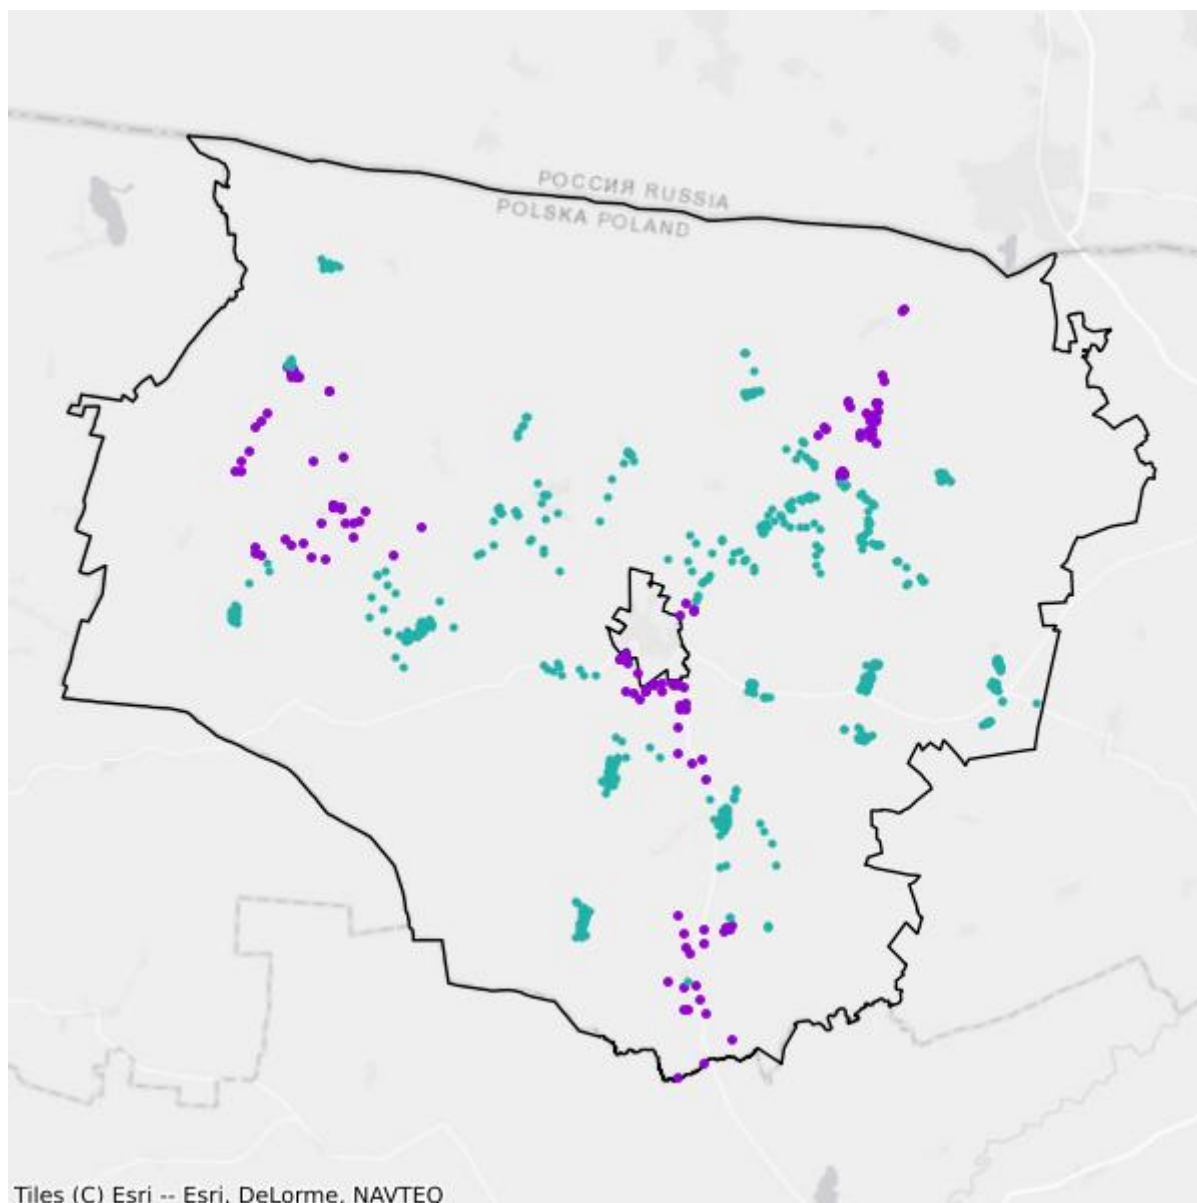 РОССИЯ RUSSIA
POLSKA POLAND
Tiles (C) Esri -- Esri, DeLorme, NAVTEQ